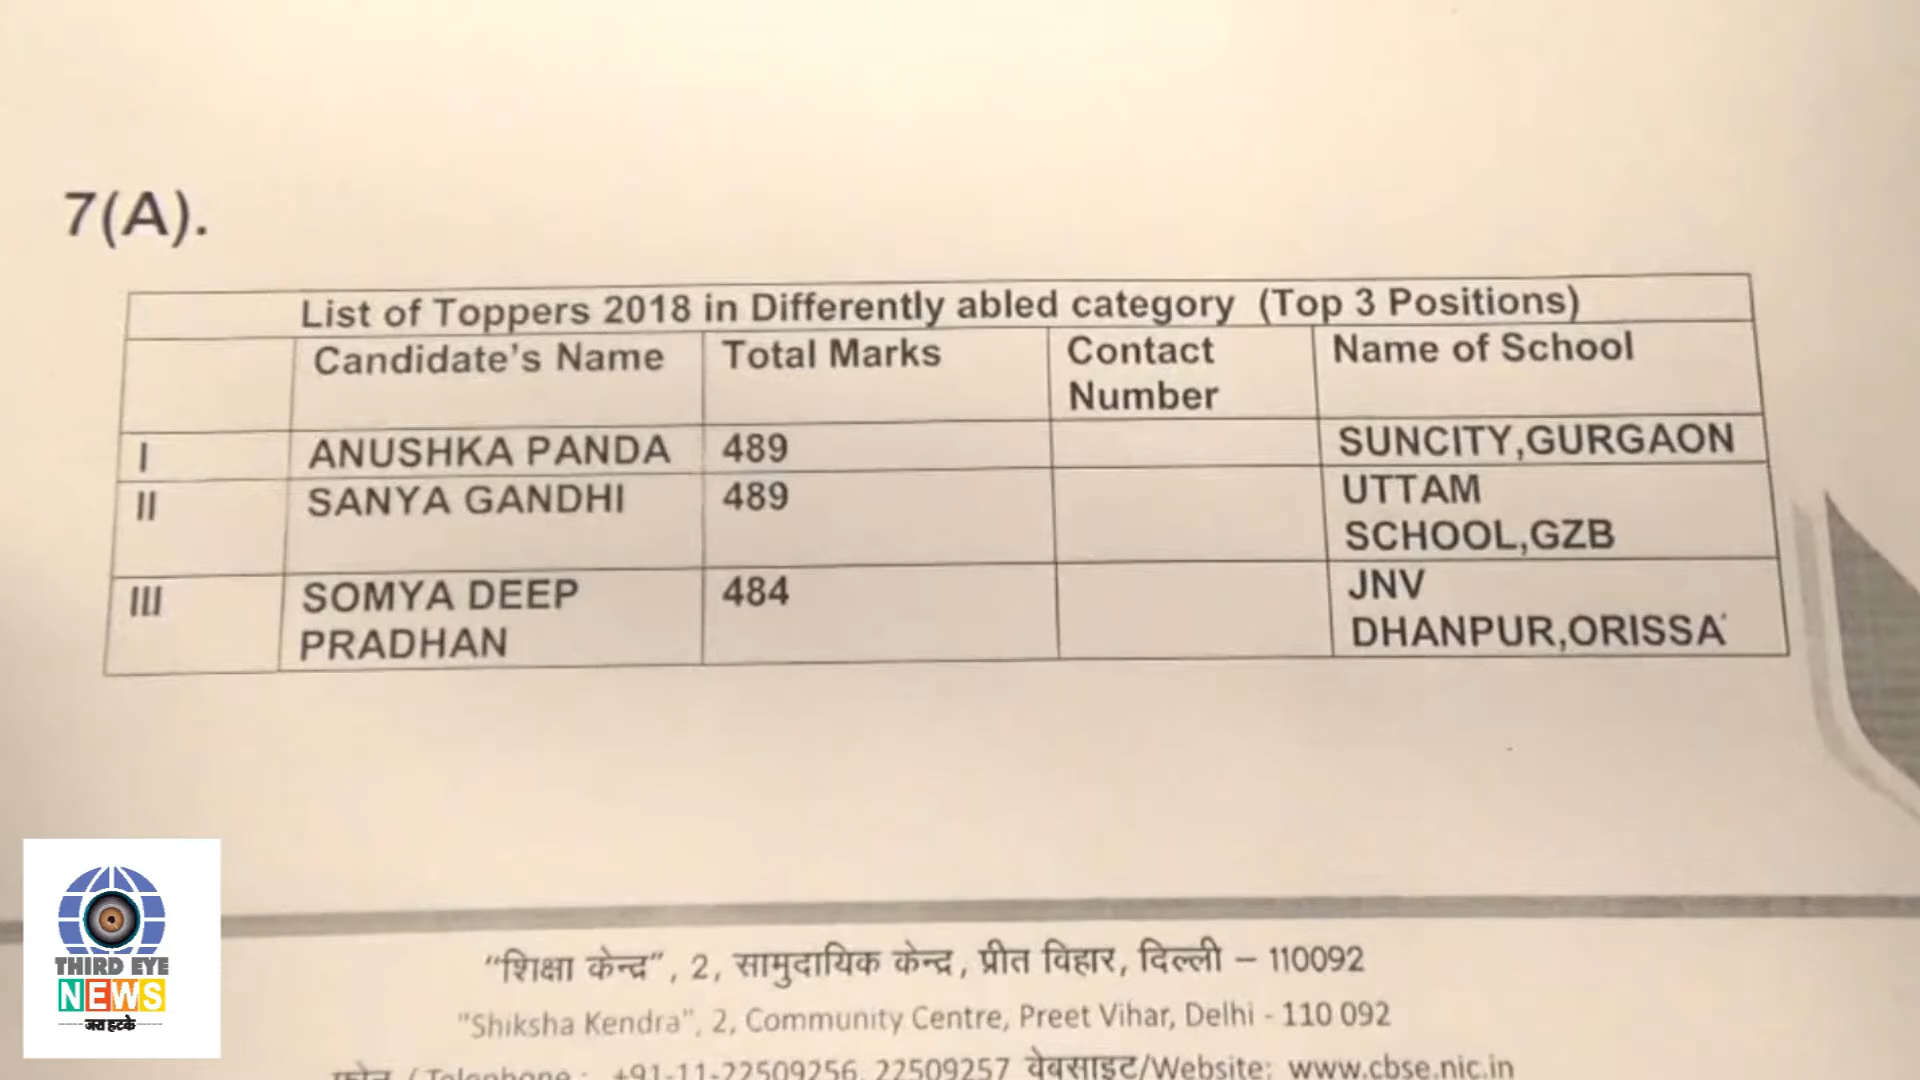 7(A).
List of Toppers 2018 in Differently abled category (Top 3 Positions)
Candidate's Name Total Marks Contact Number Name of School
I ANUSHKA PANDA 489 SUNCITY,GURGAON
II SANYA GANDHI 489 UTTAM SCHOOL,GZB
III SOMYA DEEP PRADHAN 484 JNV DHANPUR,ORISSA
"शिक्षा केन्द्र", 2, सामुदायिक केन्द्र, प्रीत विहार, दिल्ली – 110092
"Shiksha Kendra", 2, Community Centre, Preet Vihar, Delhi - 110 092
फोन / Telephone : +91-11-22509256, 22509257 वेबसाइट/Website: www.cbse.nic.in
THIRD EYE
NEWS
जरा हटके